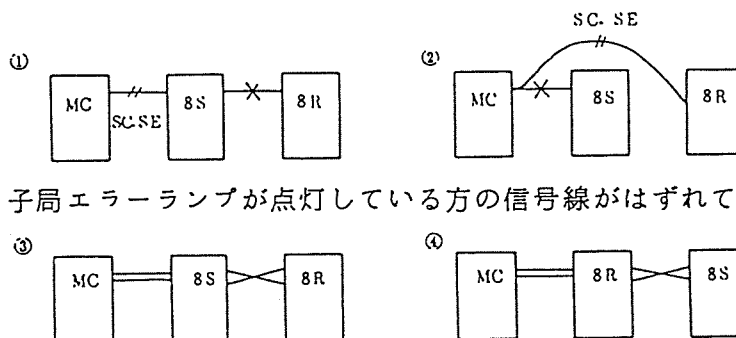 SC. SE
① ②
MC 8S 8R MC 8S 8R
SC.SE
子局エラーランプが点灯している方の信号線がはずれて
③ ④
MC 8S 8R MC 8R 8S